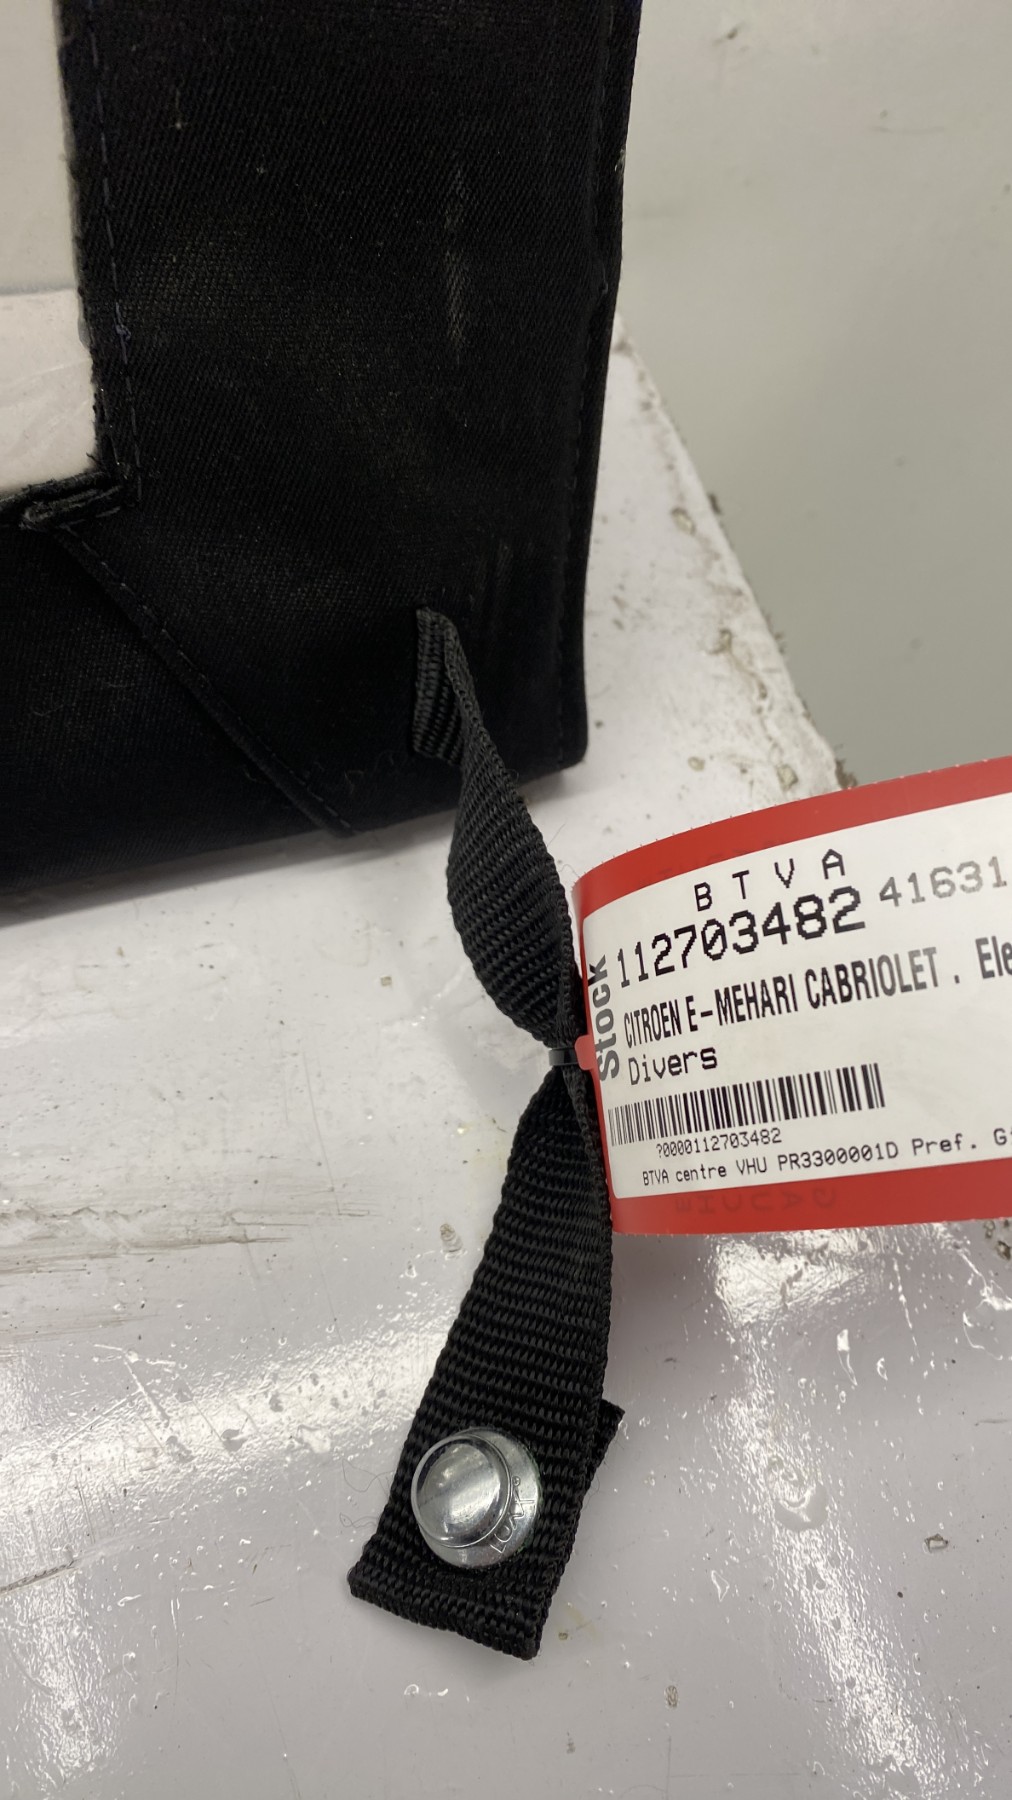 B T V A
112703482 41631
Stock
CITROEN E-MEHARI CABRIOLET . Ele
Divers
?0000112703482
BTVA centre VHU PR3300001D Pref. G